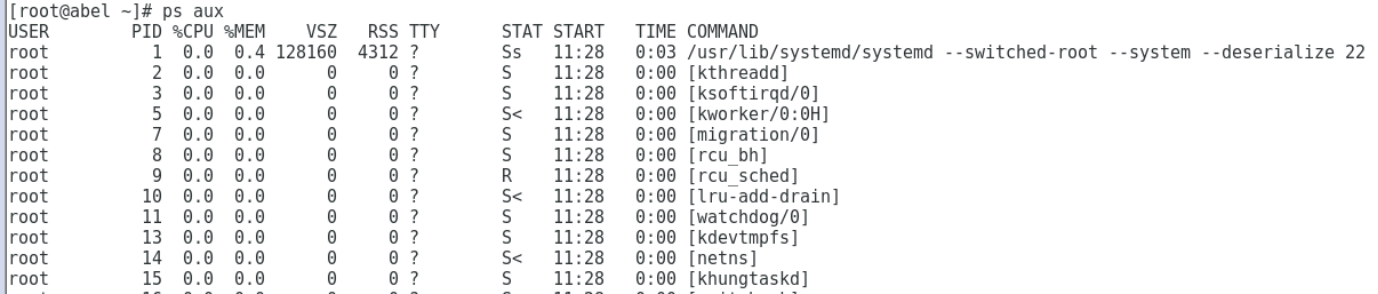 [root@abel ~]# ps aux
USER PID %CPU %MEM VSZ RSS TTY STAT START TIME COMMAND
root 1 0.0 0.4 128160 4312 ? Ss 11:28 0:03 /usr/lib/systemd/systemd --switched-root --system --deserialize 22
root 2 0.0 0.0 0 0 ? S 11:28 0:00 [kthreadd]
root 3 0.0 0.0 0 0 ? S 11:28 0:00 [ksoftirqd/0]
root 5 0.0 0.0 0 0 ? S< 11:28 0:00 [kworker/0:0H]
root 7 0.0 0.0 0 0 ? S 11:28 0:00 [migration/0]
root 8 0.0 0.0 0 0 ? S 11:28 0:00 [rcu_bh]
root 9 0.0 0.0 0 0 ? R 11:28 0:00 [rcu_sched]
root 10 0.0 0.0 0 0 ? S< 11:28 0:00 [lru-add-drain]
root 11 0.0 0.0 0 0 ? S 11:28 0:00 [watchdog/0]
root 13 0.0 0.0 0 0 ? S 11:28 0:00 [kdevtmpfs]
root 14 0.0 0.0 0 0 ? S< 11:28 0:00 [netns]
root 15 0.0 0.0 0 0 ? S 11:28 0:00 [khungtaskd]